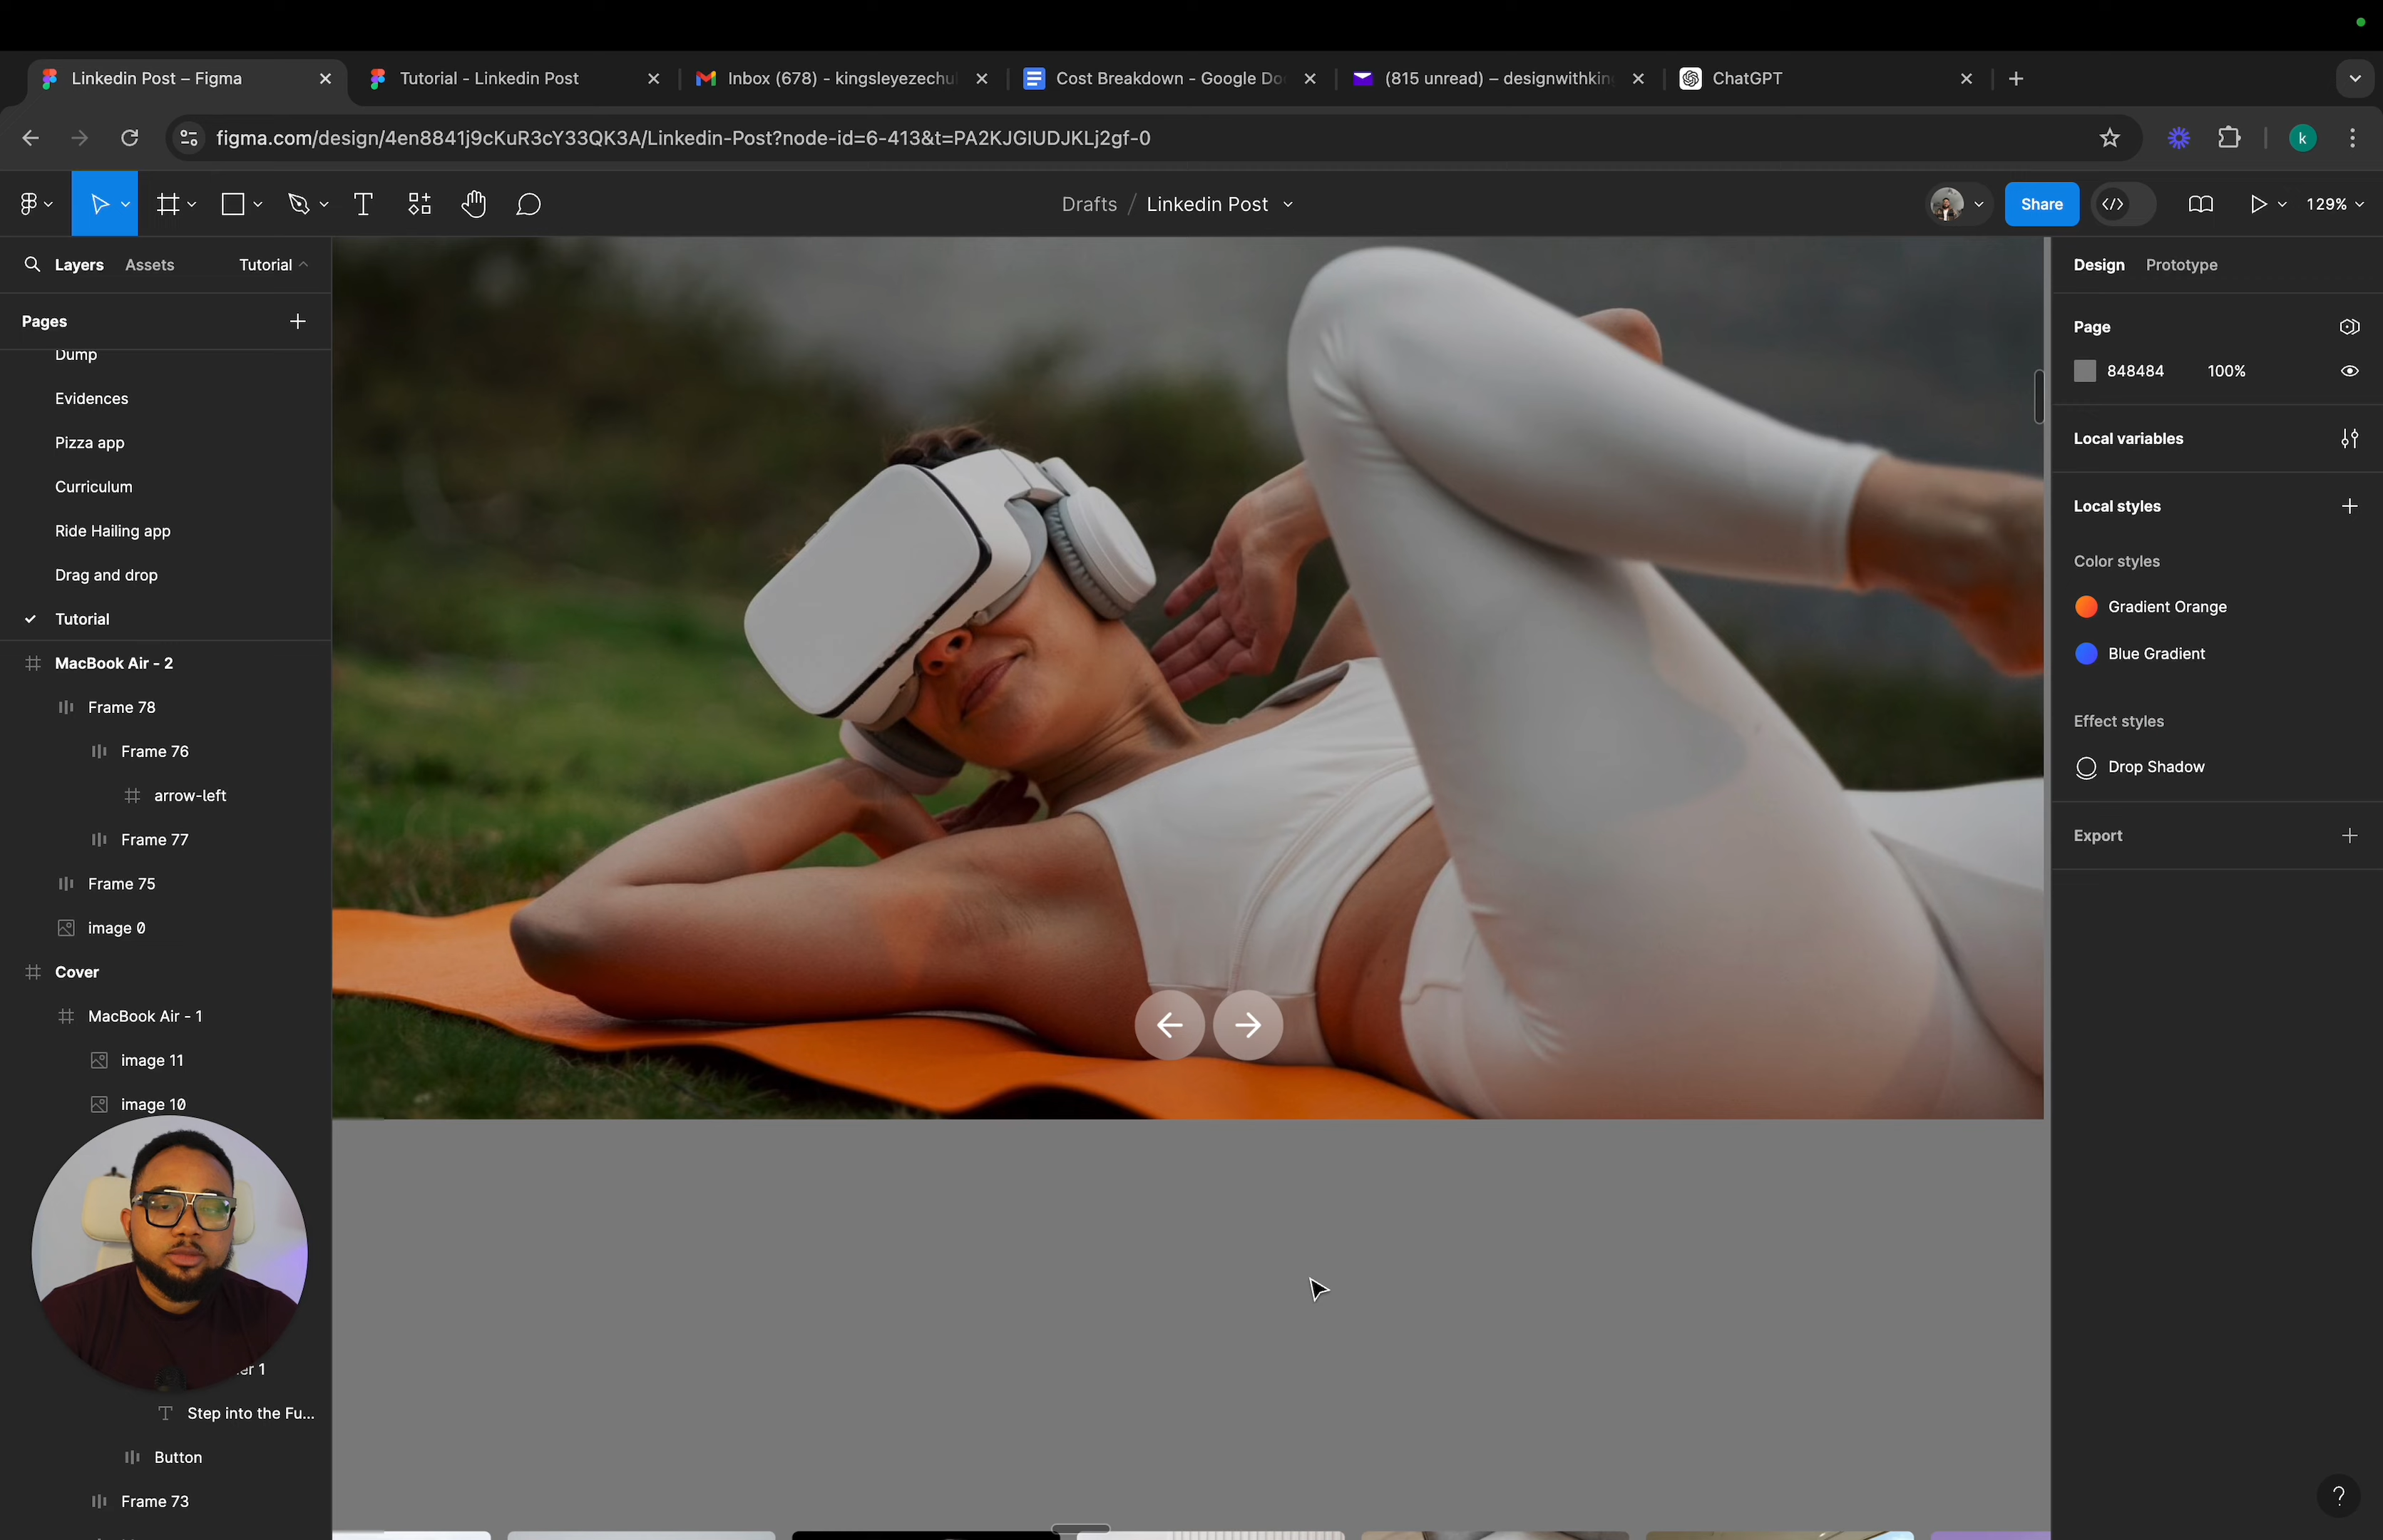 Linkedin Post – Figma
Tutorial - Linkedin Post
Inbox (678) - kingsleyezechu
Cost Breakdown - Google Do
(815 unread) – designwithkin
ChatGPT
figma.com/design/4en8841j9cKuR3cY33QK3A/Linkedin-Post?node-id=6-413&t=PA2KJGIUDJKLj2gf-0
k
Drafts / Linkedin Post
Share
129%
Layers
Assets
Tutorial
Design
Prototype
Pages
Page
Dump
848484
100%
Evidences
Pizza app
Local variables
Curriculum
Local styles
Ride Hailing app
Color styles
Drag and drop
Gradient Orange
Tutorial
Blue Gradient
MacBook Air - 2
Frame 78
Effect styles
Frame 76
Drop Shadow
arrow-left
Frame 77
Export
Frame 75
image 0
Cover
MacBook Air - 1
image 11
image 10
er 1
Step into the Fu...
Button
Frame 73
?